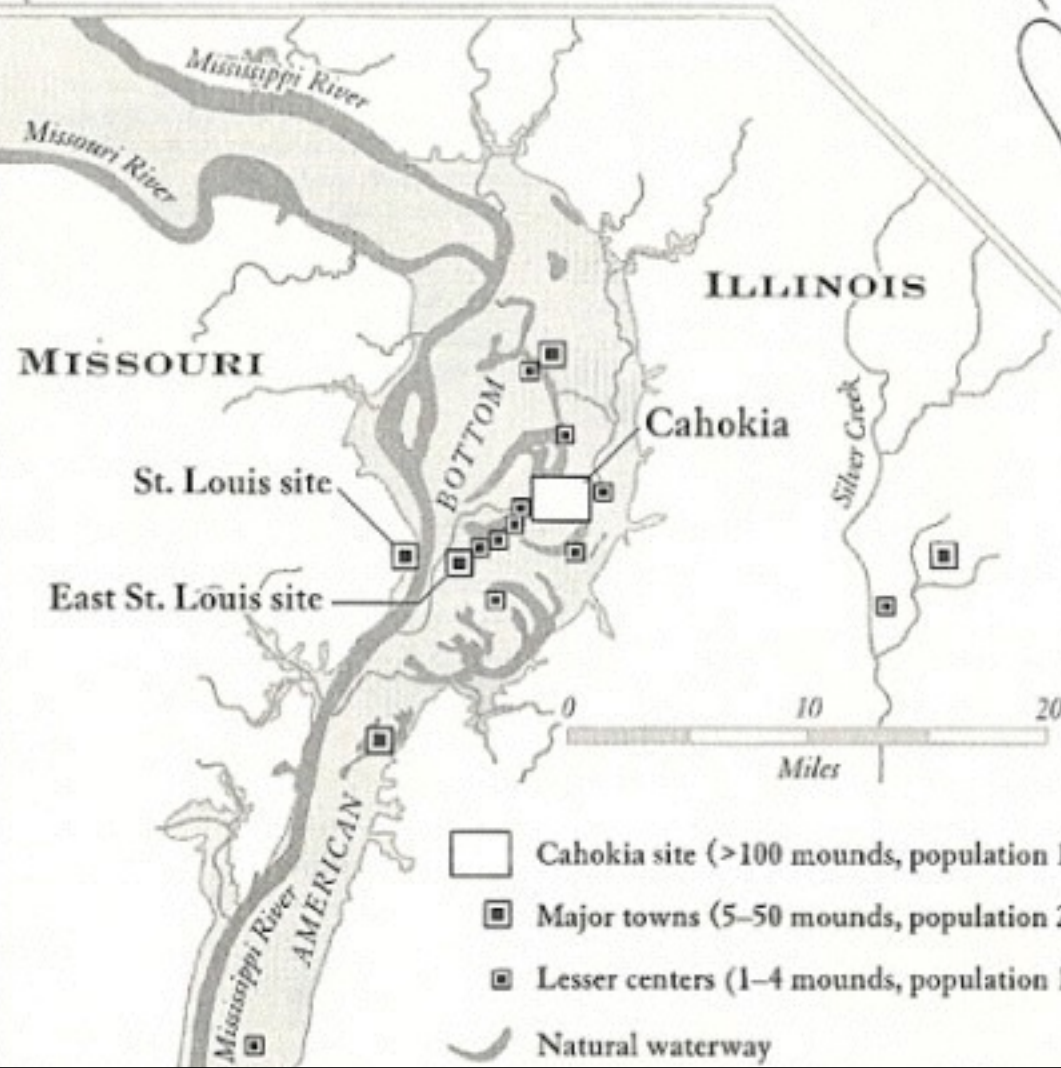 Mississippi River
Missouri River
ILLINOIS
MISSOURI
Silver Creek
BOTTOM
Cahokia
St. Louis site
East St. Louis site
0 10 20
Miles
AMERICAN
Mississippi River
Cahokia site (>100 mounds, population
Major towns (5–50 mounds, population
Lesser centers (1–4 mounds, population
Natural waterway